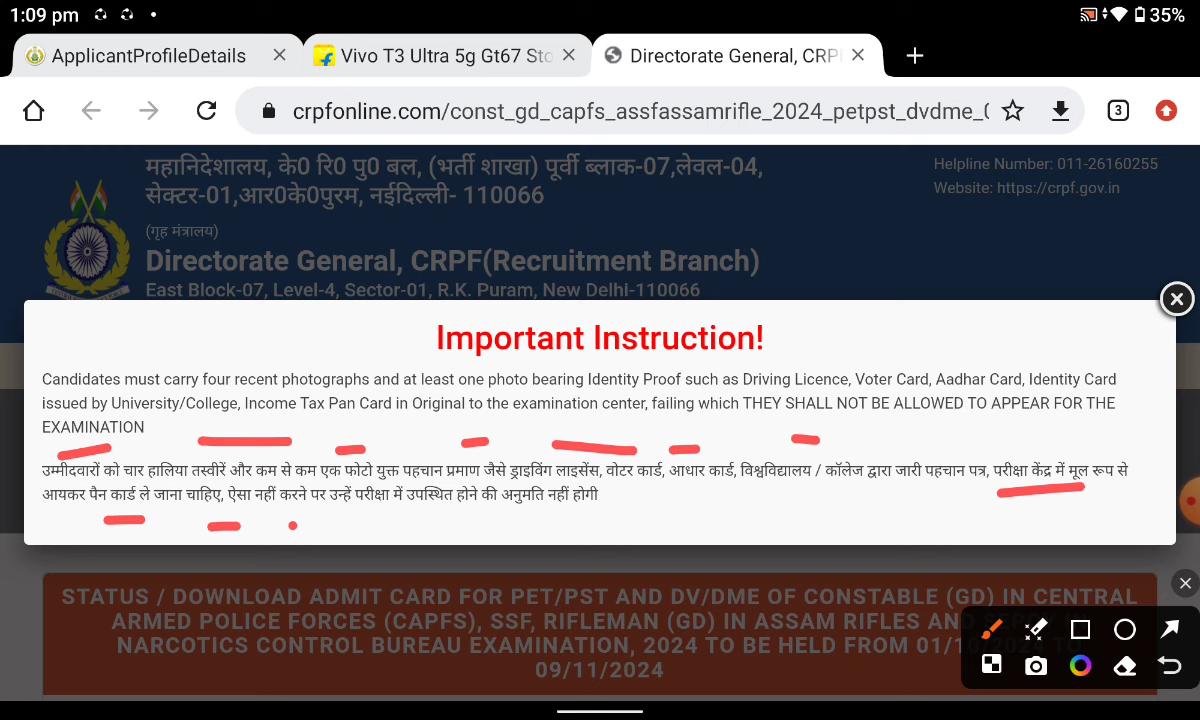 1:09 pm
35%
ApplicantProfileDetails
Vivo T3 Ultra 5g Gt67 Sto
Directorate General, CRP
crpfonline.com/const_gd_capfs_assfassamrifle_2024_petpst_dvdme_
3
महानिदेशालय, के0 रि0 पु0 बल, (भर्ती शाखा) पूर्वी ब्लाक-07,लेवल-04,
सेक्टर-01,आर0के0पुरम, नईदिल्ली- 110066
Helpline Number: 011-26160255
Website: https://crpf.gov.in
(गृह मंत्रालय)
Directorate General, CRPF(Recruitment Branch)
East Block-07, Level-4, Sector-01, R.K. Puram, New Delhi-110066
Important Instruction!
Candidates must carry four recent photographs and at least one photo bearing Identity Proof such as Driving Licence, Voter Card, Aadhar Card, Identity Card
issued by University/College, Income Tax Pan Card in Original to the examination center, failing which THEY SHALL NOT BE ALLOWED TO APPEAR FOR THE
EXAMINATION
उम्मीदवारों को चार हालिया तस्वीरें और कम से कम एक फोटो युक्त पहचान प्रमाण जैसे ड्राइविंग लाइसेंस, वोटर कार्ड, आधार कार्ड, विश्वविद्यालय / कॉलेज द्वारा जारी पहचान पत्र, परीक्षा केंद्र में मूल रूप से
आयकर पैन कार्ड ले जाना चाहिए, ऐसा नहीं करने पर उन्हें परीक्षा में उपस्थित होने की अनुमति नहीं होगी
STATUS / DOWNLOAD ADMIT CARD FOR PET/PST AND DV/DME OF CONSTABLE (GD) IN CENTRAL
ARMED POLICE FORCES (CAPFS), SSF, RIFLEMAN (GD) IN ASSAM RIFLES AND
NARCOTICS CONTROL BUREAU EXAMINATION, 2024 TO BE HELD FROM 01/10/2024 TO
09/11/2024